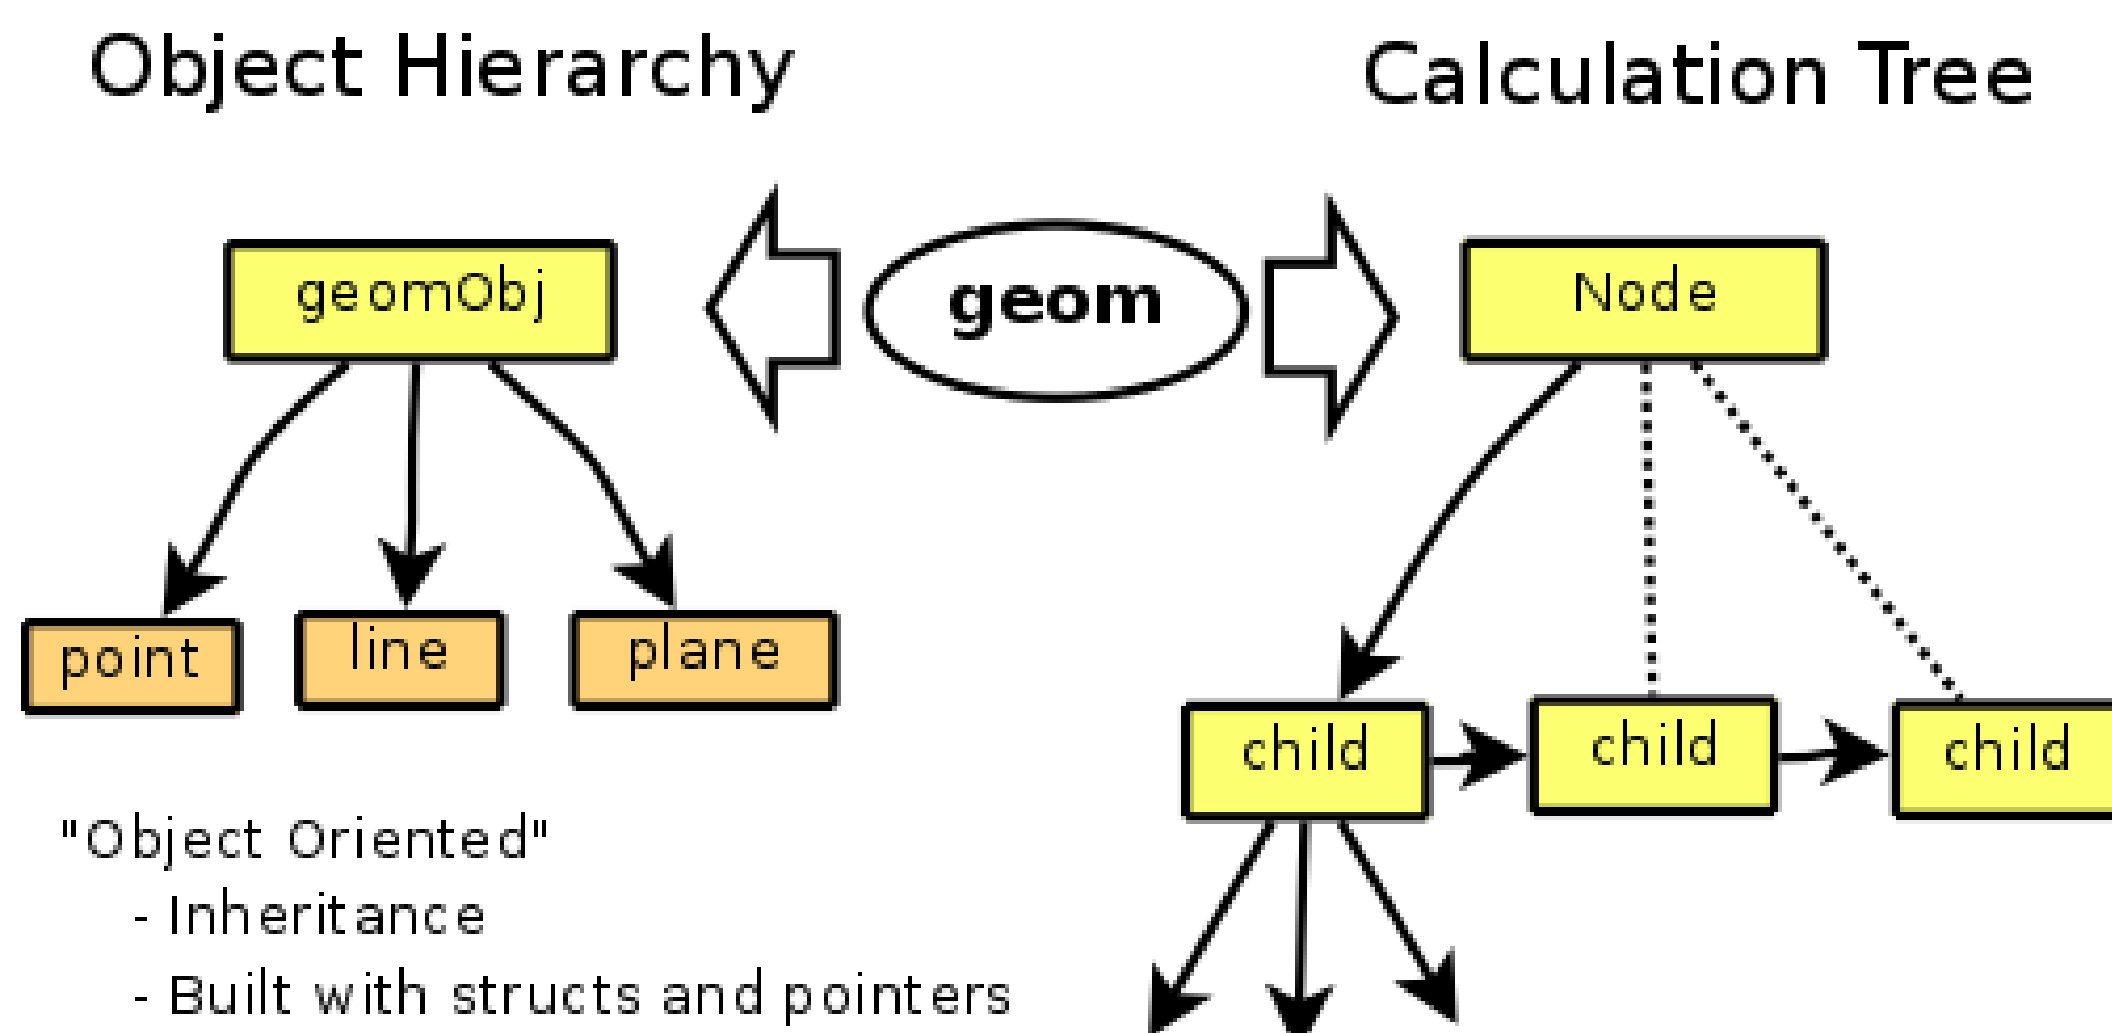 Object Hierarchy
Calculation Tree
geomObj
geom
Node
point
line
plane
child
child
child
"Object Oriented"
- Inheritance
- Built with structs and pointers